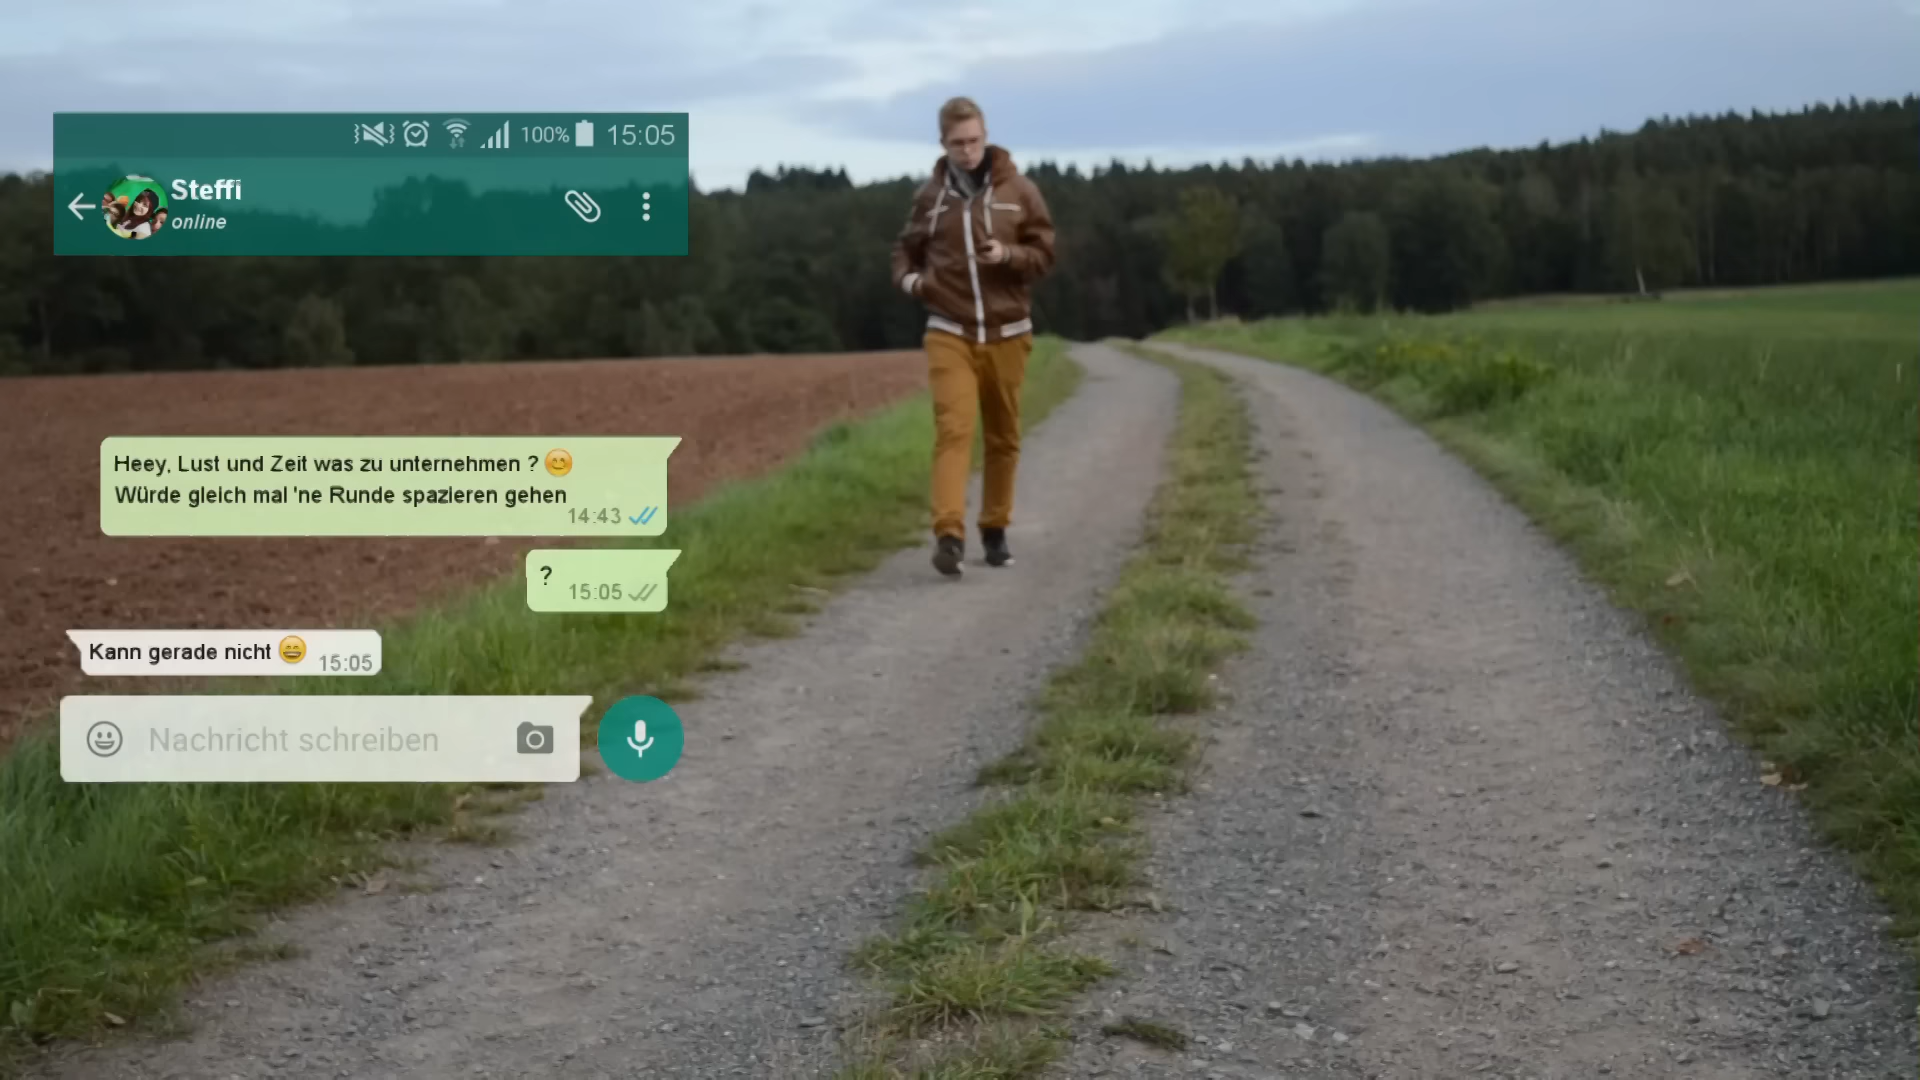 100% 15:05
Steffi
online
Heey, Lust und Zeit was zu unternehmen ? 😊
Würde gleich mal 'ne Runde spazieren gehen
14:43
?
15:05
Kann gerade nicht 😄
15:05
Nachricht schreiben